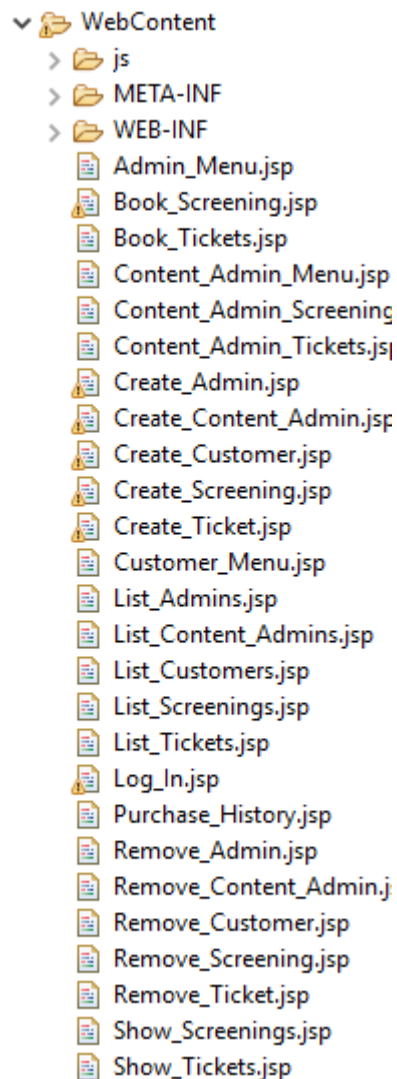 WebContent
js
META-INF
WEB-INF
Admin_Menu.jsp
Book_Screening.jsp
Book_Tickets.jsp
Content_Admin_Menu.jsp
Content_Admin_Screening
Content_Admin_Tickets.jsp
Create_Admin.jsp
Create_Content_Admin.jsp
Create_Customer.jsp
Create_Screening.jsp
Create_Ticket.jsp
Customer_Menu.jsp
List_Admins.jsp
List_Content_Admins.jsp
List_Customers.jsp
List_Screenings.jsp
List_Tickets.jsp
Log_In.jsp
Purchase_History.jsp
Remove_Admin.jsp
Remove_Content_Admin.j
Remove_Customer.jsp
Remove_Screening.jsp
Remove_Ticket.jsp
Show_Screenings.jsp
Show_Tickets.jsp